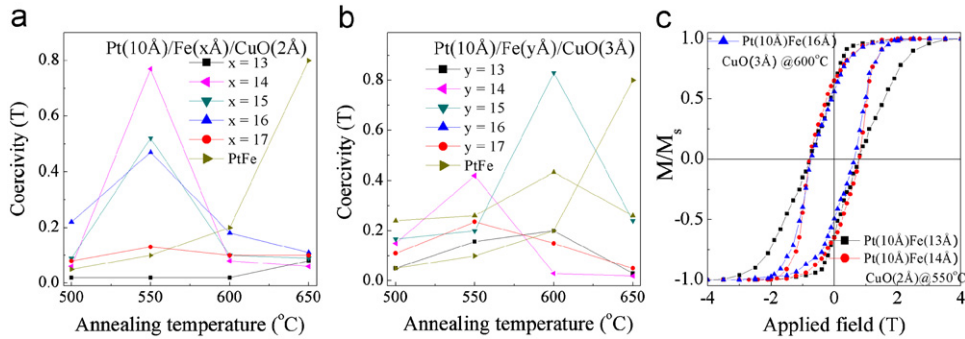 a
Pt(10Å)/Fe(xÅ)/CuO(2Å)
x = 13
x = 14
x = 15
x = 16
x = 17
PtFe
Coercivity (T)
0.8
0.6
0.4
0.2
0.0
500 550 600 650
Annealing temperature (°C)
b
Pt(10Å)/Fe(yÅ)/CuO(3Å)
y = 13
y = 14
y = 15
y = 16
y = 17
PtFe
Coercivity (T)
0.8
0.6
0.4
0.2
0.0
500 550 600 650
Annealing temperature (°C)
c
Pt(10Å)Fe(16Å)
CuO(3Å) @600°C
M/Ms
1.0
0.5
0.0
-0.5
-1.0
Pt(10Å)Fe(13Å)
Pt(10Å)Fe(14Å)
CuO(2Å)@550°C
-4 -2 0 2 4
Applied field (T)